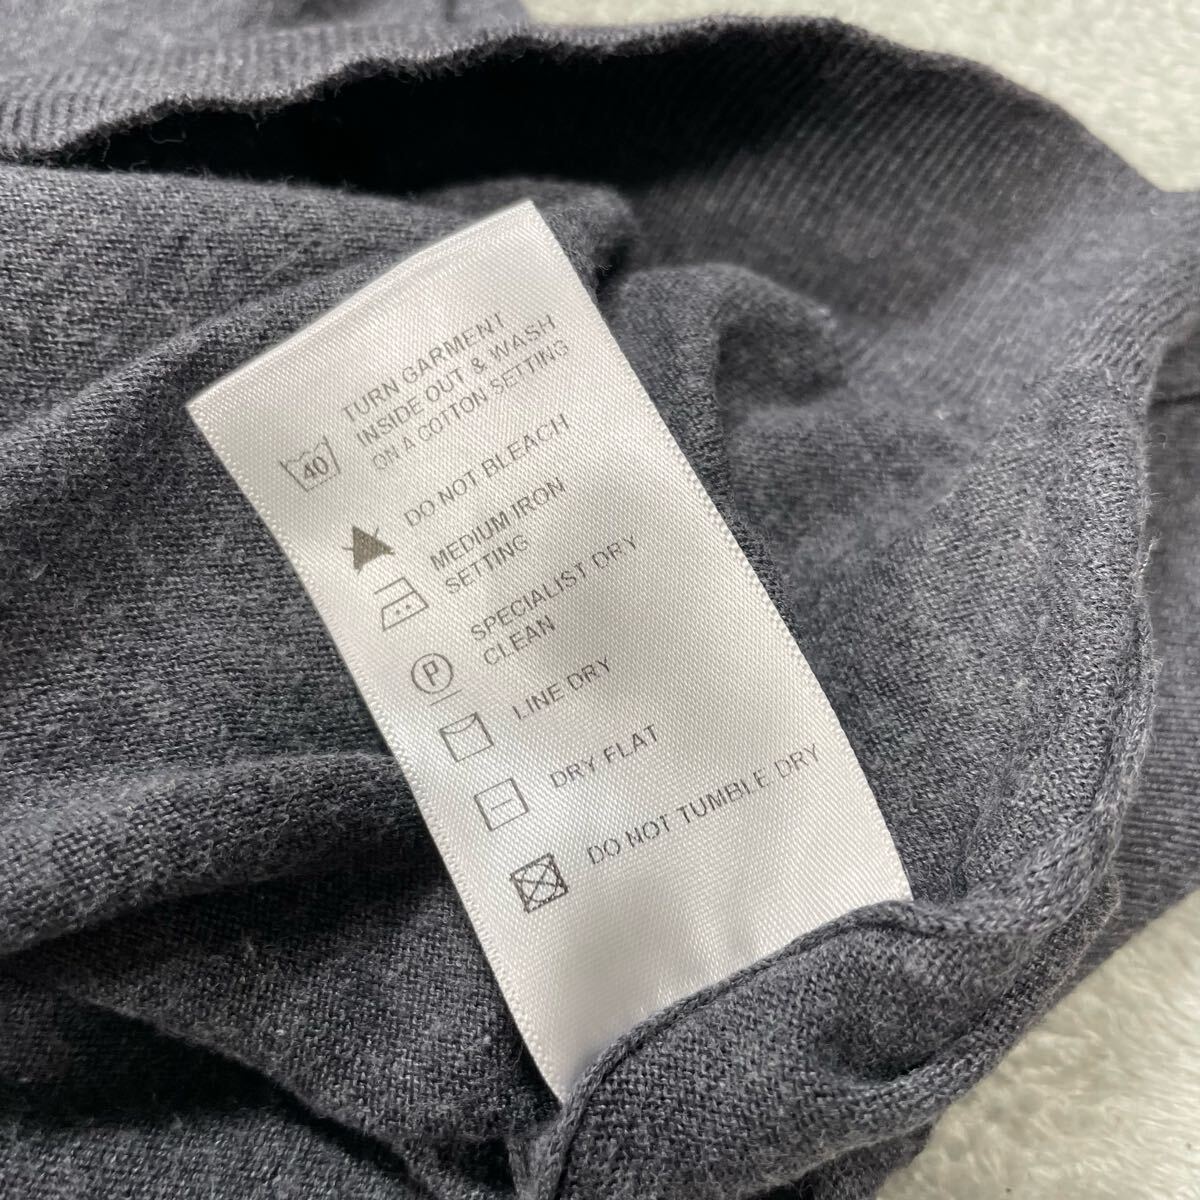 40
TURN GARMENT
INSIDE OUT & WASH
ON A COTTON SETTING
DO NOT BLEACH
MEDIUM IRON
SETTING
P
SPECIALIST DRY
CLEAN
LINE DRY
DRY FLAT
DO NOT TUMBLE DRY